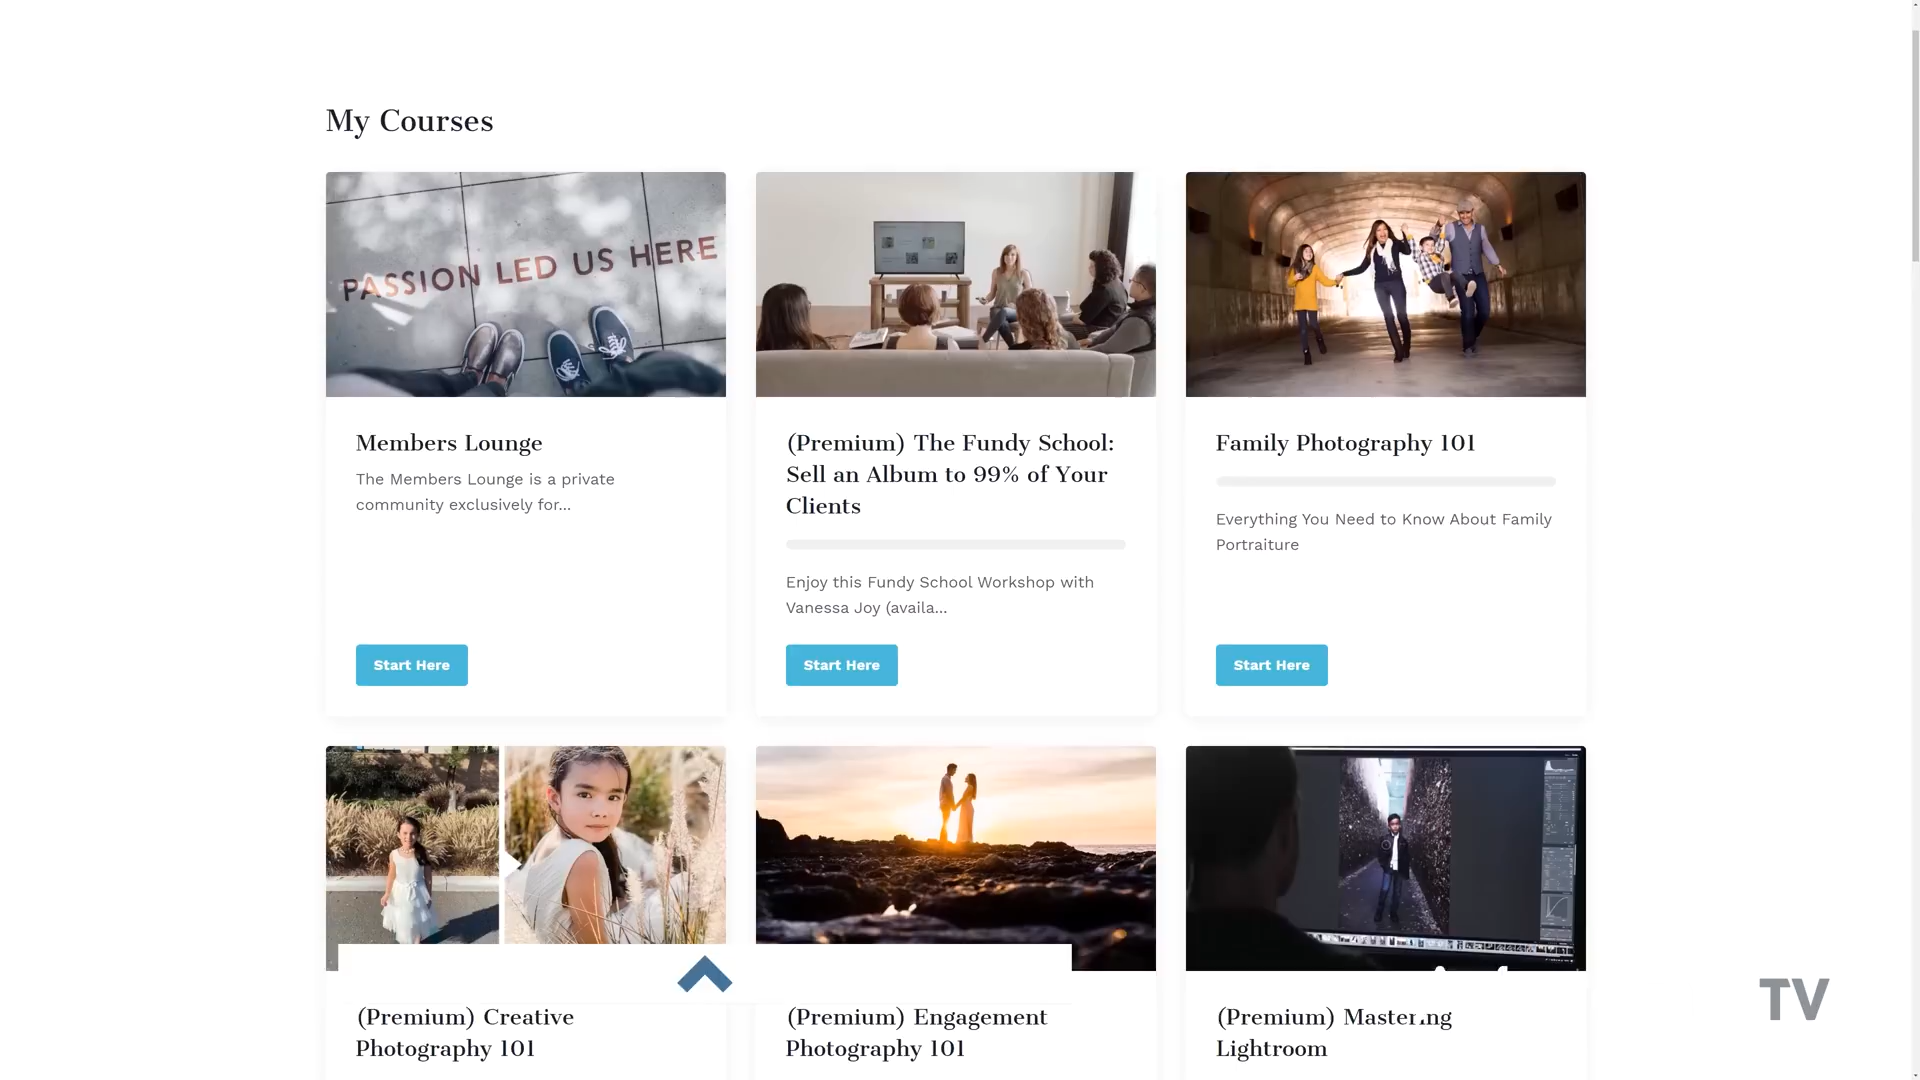 My Courses
PASSION LED US HERE
Members Lounge
The Members Lounge is a private
community exclusively for...
Start Here
(Premium) The Fundy School:
Sell an Album to 99% of Your
Clients
Enjoy this Fundy School Workshop with
Vanessa Joy (availa...
Start Here
Family Photography 101
Everything You Need to Know About Family
Portraiture
Start Here
(Premium) Creative
Photography 101
(Premium) Engagement
Photography 101
(Premium) Mastering
Lightroom
TV